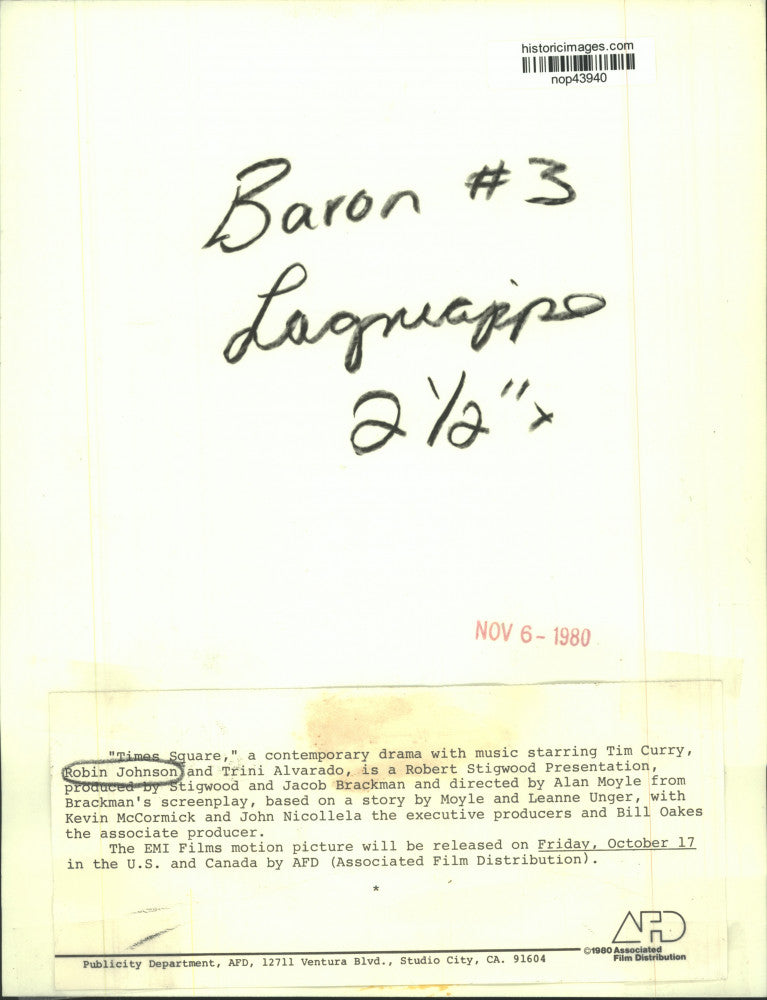 historicimages.com
nop43940
Baron #3
Lagniappe
2 1/2" x
NOV 6 - 1980
"Times Square," a contemporary drama with music starring Tim Curry,
Robin Johnson and Trini Alvarado, is a Robert Stigwood Presentation,
produced by Stigwood and Jacob Brackman and directed by Alan Moyle from
Brackman's screenplay, based on a story by Moyle and Leanne Unger, with
Kevin McCormick and John Nicollela the executive producers and Bill Oakes
the associate producer.
The EMI Films motion picture will be released on Friday, October 17
in the U.S. and Canada by AFD (Associated Film Distribution).
*
AFD
©1980 Associated
Film Distribution
Publicity Department, AFD, 12711 Ventura Blvd., Studio City, CA. 91604